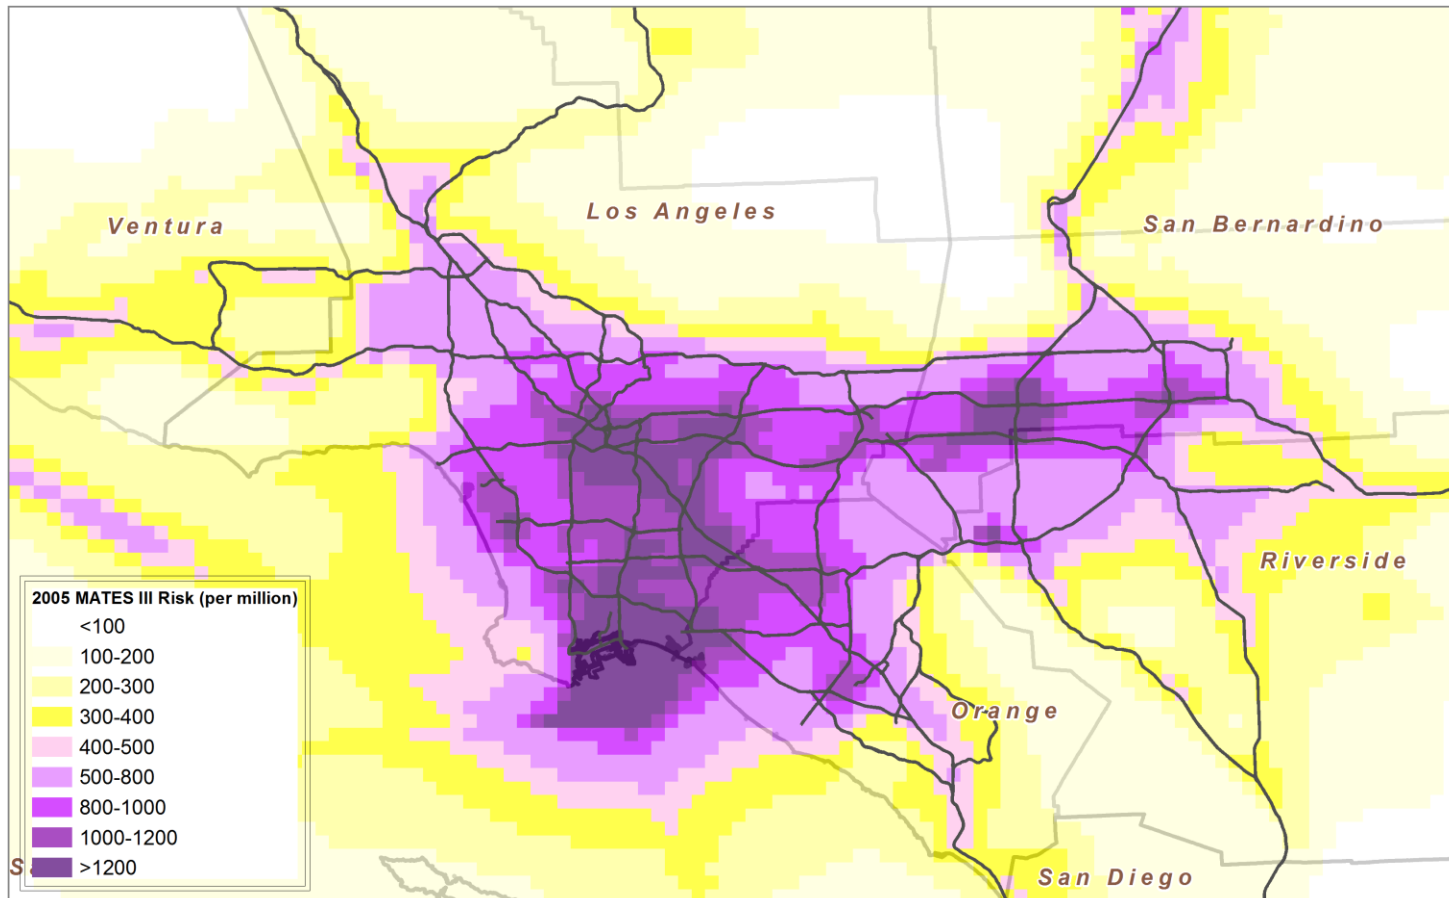 Los Angeles
Ventura
San Bernardino
Riverside
2005 MATES III Risk (per million)
<100
100-200
200-300
300-400
400-500
500-800
800-1000
1000-1200
>1200
Orange
San Diego